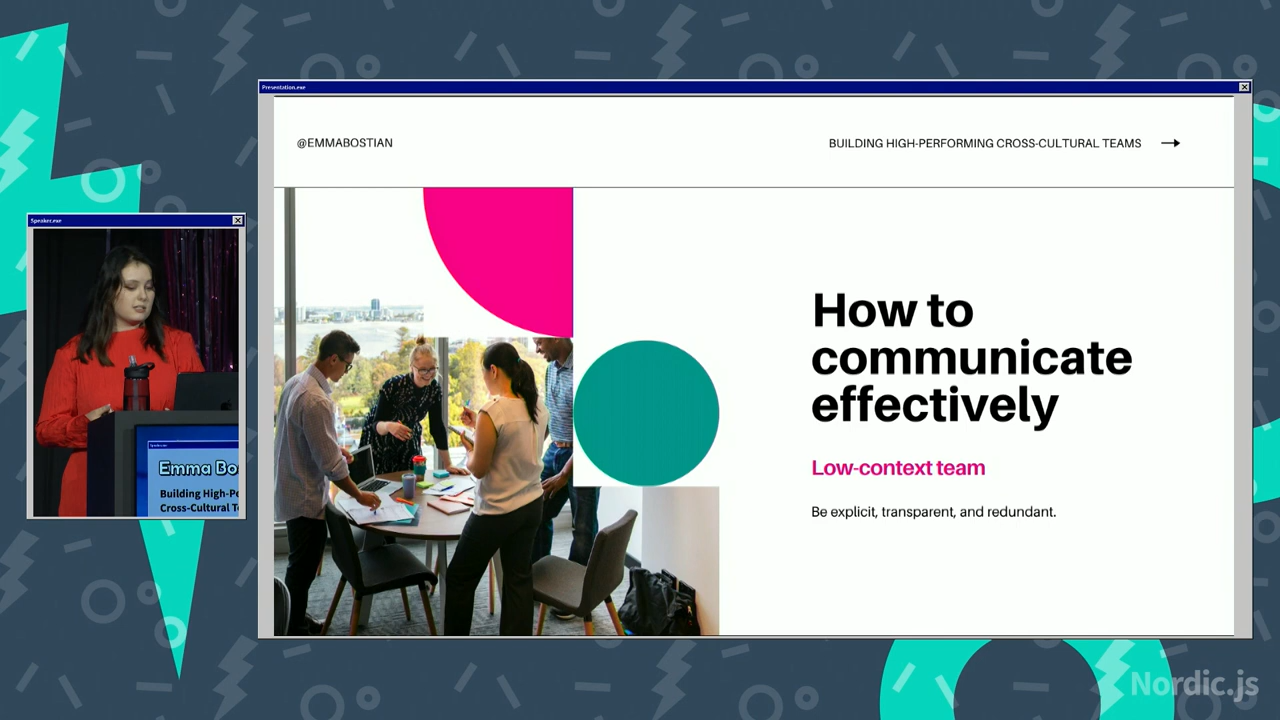 Presentation.exe
@EMMABOSTIAN
BUILDING HIGH-PERFORMING CROSS-CULTURAL TEAMS
Speaker.exe
How to
communicate
effectively
Low-context team
Be explicit, transparent, and redundant.
Emma Bo
Building High-Pe
Cross-Cultural Te
Nordic.js